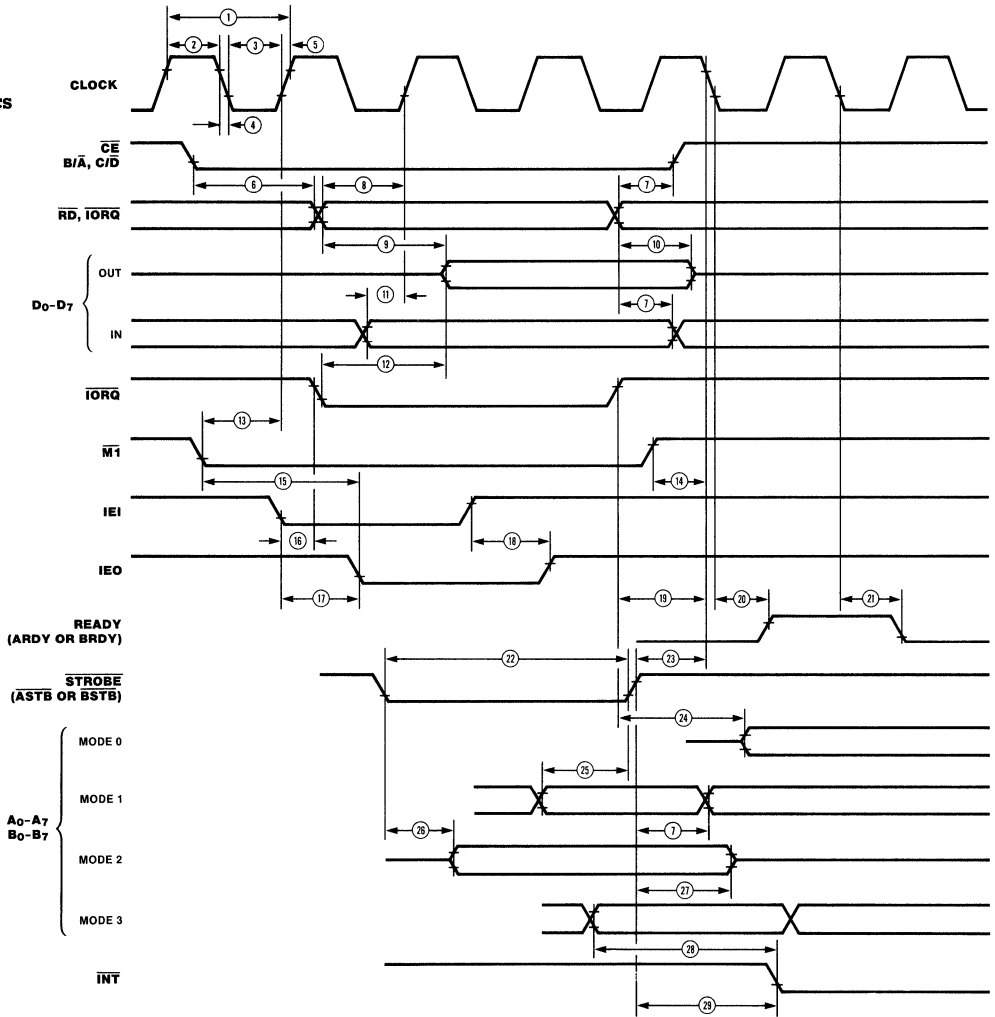 1
2
3
5
CLOCK
CS
4
CE
B/A, C/D
6
8
7
RD, IORQ
9
10
OUT
D0-D7
11
7
IN
12
IORQ
13
M1
15
14
IEI
16
18
IEO
17
19
20
21
READY
(ARDY OR BRDY)
22
23
STROBE
(ASTB OR BSTB)
24
MODE 0
25
MODE 1
A0-A7
B0-B7
26
7
MODE 2
27
MODE 3
28
INT
29